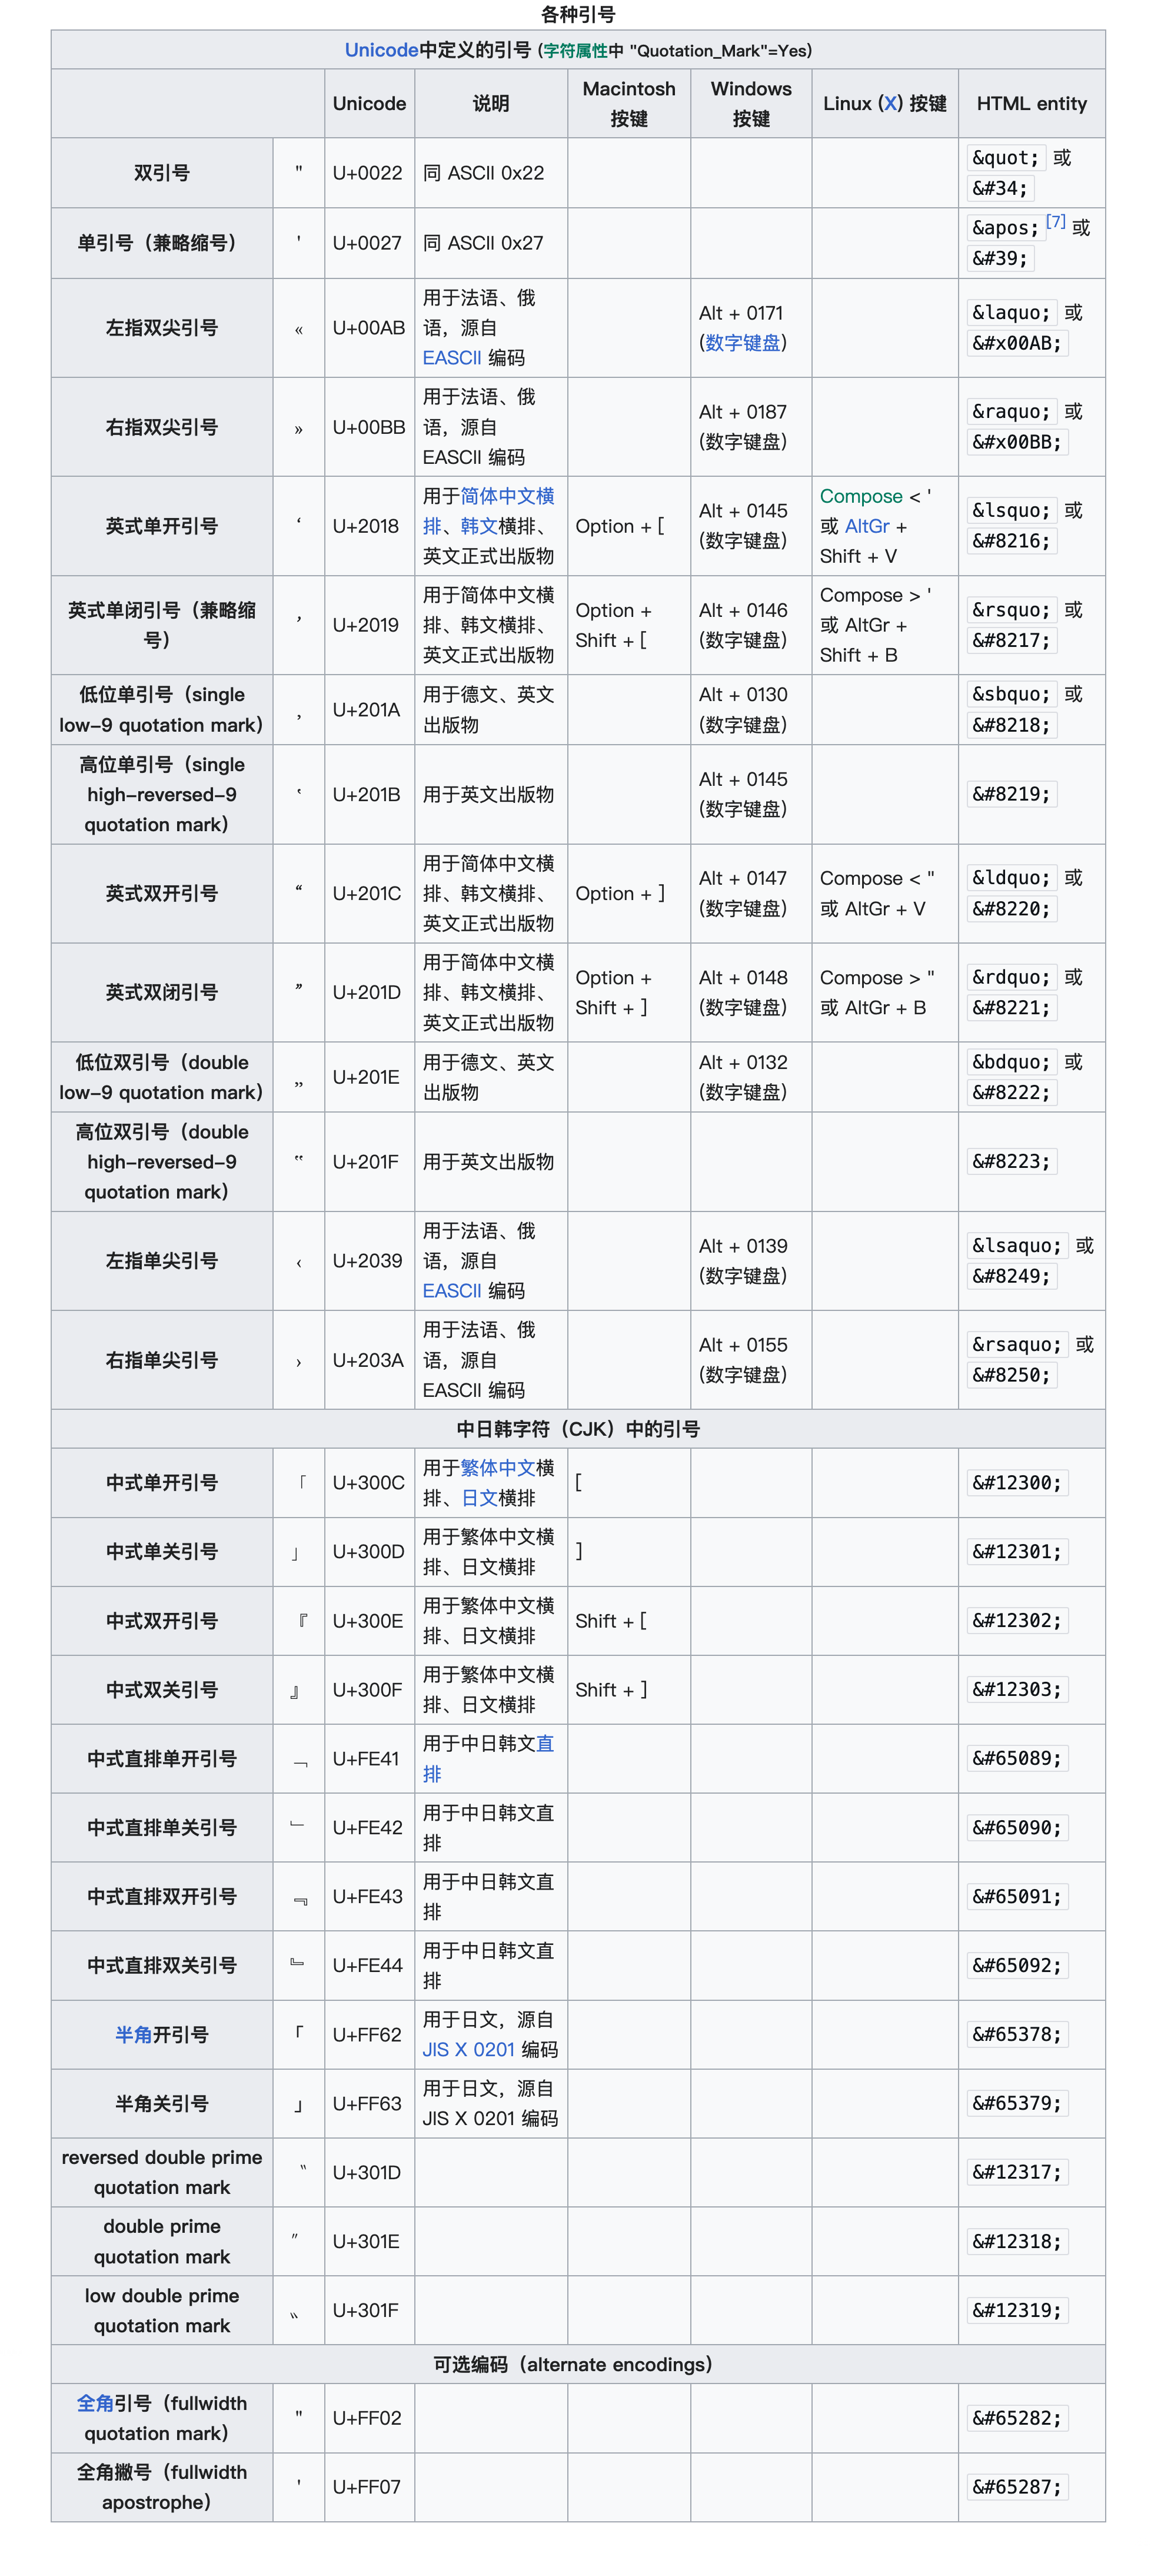 各种引号
Unicode中定义的引号 (字符属性中 "Quotation_Mark"=Yes)
Unicode 说明 Macintosh 按键 Windows 按键 Linux (X) 按键 HTML entity
双引号 " U+0022 同 ASCII 0x22 &quot; 或 &#34;
单引号（兼略缩号） ' U+0027 同 ASCII 0x27 &apos;[7] 或 &#39;
左指双尖引号 « U+00AB 用于法语、俄语，源自 EASCII 编码 Alt + 0171 (数字键盘) &laquo; 或 &#x00AB;
右指双尖引号 » U+00BB 用于法语、俄语，源自 EASCII 编码 Alt + 0187 (数字键盘) &raquo; 或 &#x00BB;
英式单开引号 ‘ U+2018 用于简体中文横排、韩文横排、英文正式出版物 Option + [ Alt + 0145 (数字键盘) Compose < ' 或 AltGr + Shift + V &lsquo; 或 &#8216;
英式单闭引号（兼略缩号） ’ U+2019 用于简体中文横排、韩文横排、英文正式出版物 Option + Shift + [ Alt + 0146 (数字键盘) Compose > ' 或 AltGr + Shift + B &rsquo; 或 &#8217;
低位单引号（single low-9 quotation mark） ‚ U+201A 用于德文、英文出版物 Alt + 0130 (数字键盘) &sbquo; 或 &#8218;
高位单引号（single high-reversed-9 quotation mark） ‛ U+201B 用于英文出版物 Alt + 0145 (数字键盘) &#8219;
英式双开引号 “ U+201C 用于简体中文横排、韩文横排、英文正式出版物 Option + ] Alt + 0147 (数字键盘) Compose < " 或 AltGr + V &ldquo; 或 &#8220;
英式双闭引号 ” U+201D 用于简体中文横排、韩文横排、英文正式出版物 Option + Shift + ] Alt + 0148 (数字键盘) Compose > " 或 AltGr + B &rdquo; 或 &#8221;
低位双引号（double low-9 quotation mark） „ U+201E 用于德文、英文出版物 Alt + 0132 (数字键盘) &bdquo; 或 &#8222;
高位双引号（double high-reversed-9 quotation mark） ‟ U+201F 用于英文出版物 &#8223;
左指单尖引号 ‹ U+2039 用于法语、俄语，源自 EASCII 编码 Alt + 0139 (数字键盘) &lsaquo; 或 &#8249;
右指单尖引号 › U+203A 用于法语、俄语，源自 EASCII 编码 Alt + 0155 (数字键盘) &rsaquo; 或 &#8250;
中日韩字符（CJK）中的引号
中式单开引号 「 U+300C 用于繁体中文横排、日文横排 [ &#12300;
中式单关引号 」 U+300D 用于繁体中文横排、日文横排 ] &#12301;
中式双开引号 『 U+300E 用于繁体中文横排、日文横排 Shift + [ &#12302;
中式双关引号 』 U+300F 用于繁体中文横排、日文横排 Shift + ] &#12303;
中式直排单开引号 ﹁ U+FE41 用于中日韩文直排 &#65089;
中式直排单关引号 ﹂ U+FE42 用于中日韩文直排 &#65090;
中式直排双开引号 ﹃ U+FE43 用于中日韩文直排 &#65091;
中式直排双关引号 ﹄ U+FE44 用于中日韩文直排 &#65092;
半角开引号 ｢ U+FF62 用于日文，源自 JIS X 0201 编码 &#65378;
半角关引号 ｣ U+FF63 用于日文，源自 JIS X 0201 编码 &#65379;
reversed double prime quotation mark 〝 U+301D &#12317;
double prime quotation mark 〞 U+301E &#12318;
low double prime quotation mark 〟 U+301F &#12319;
可选编码（alternate encodings）
全角引号（fullwidth quotation mark） ＂ U+FF02 &#65282;
全角撇号（fullwidth apostrophe） ＇ U+FF07 &#65287;